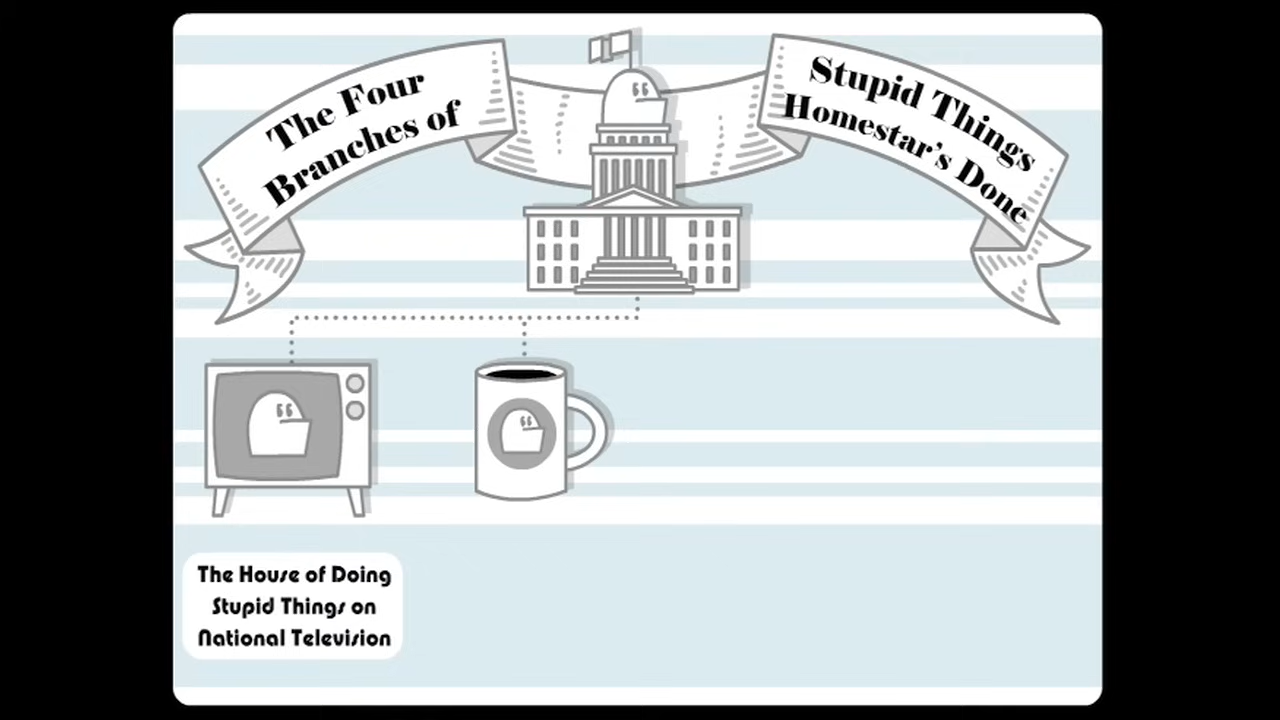 The Four
Branches of
Stupid Things
Homestar's Done
The House of Doing
Stupid Things on
National Television